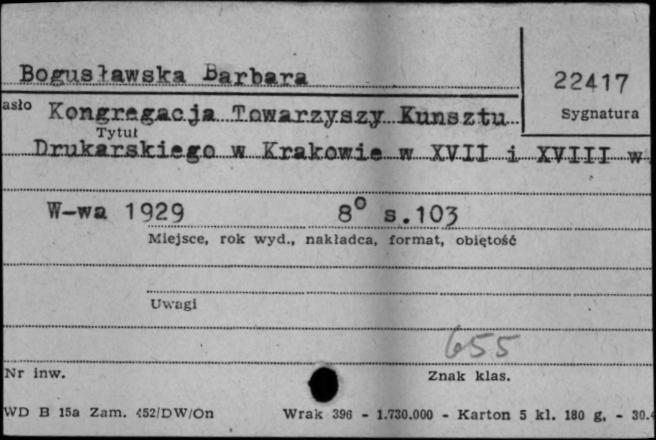 Bogusławska Barbara
22417
asło Kongregacja Towarzyszy Kunsztu
Sygnatura
Tytuł
Drukarskiego w Krakowie w XVII i XVIII w.
W-wa 1929 8° s.103
Miejsce, rok wyd., nakładca, format, objętość
Uwagi
655
Nr inw.
Znak klas.
WD B 15a Zam. 452/DW/On Wrak 396 - 1.730.000 - Karton 5 kl. 180 g. - 30.4